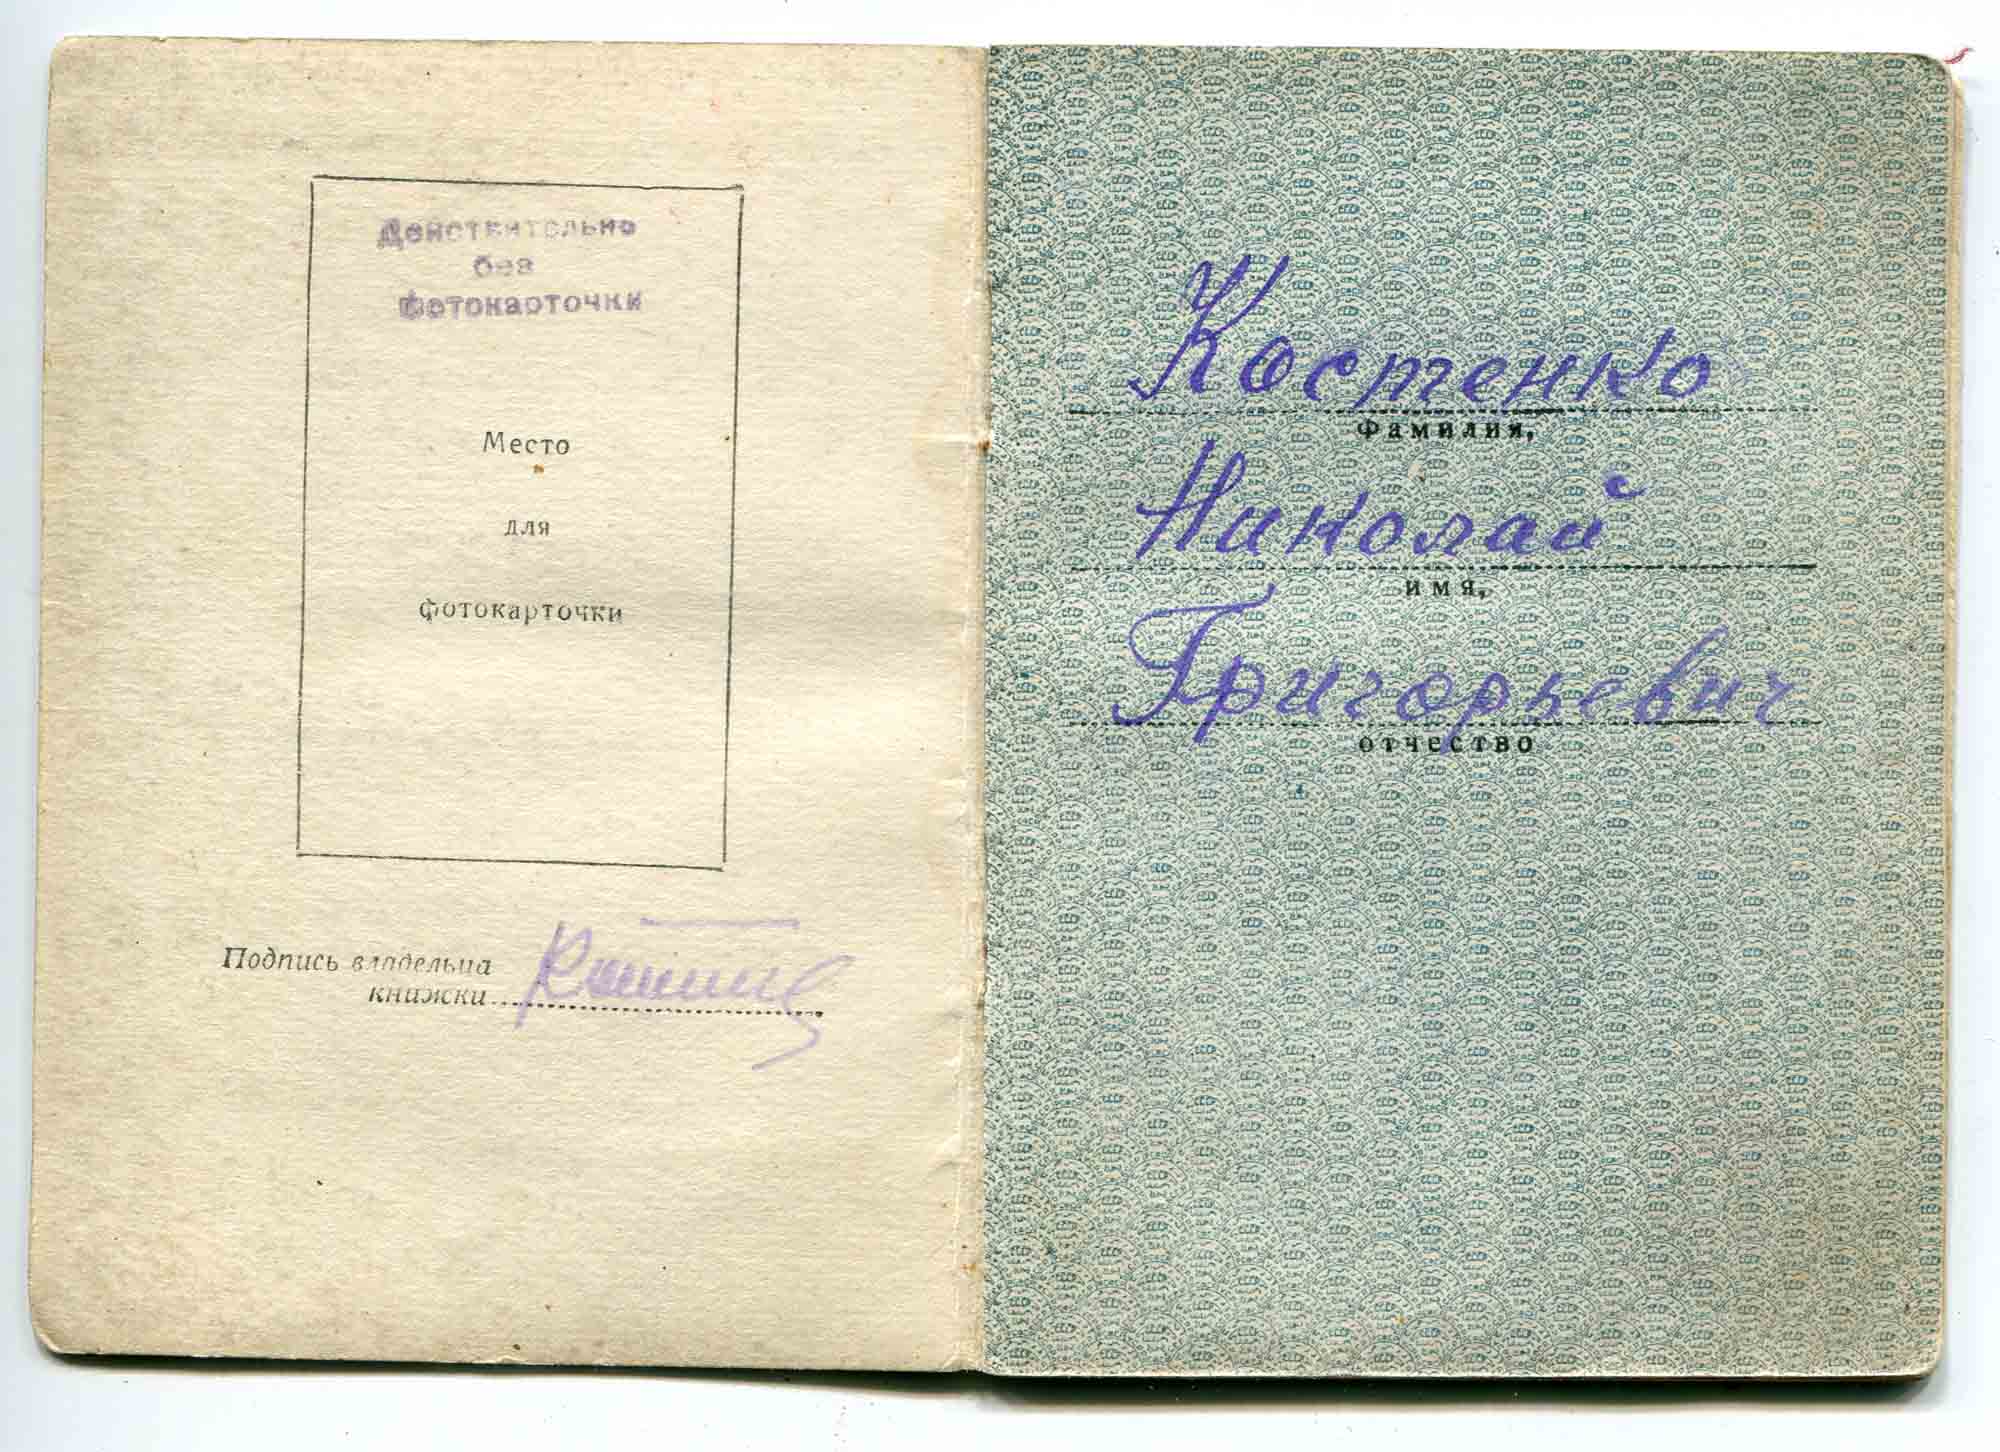 Действительно
без
фотокарточки
Место
для
фотокарточки
Подпись владельца
книжки
Костенко
фамилия,
Николай
имя,
Григорьевич
отчество